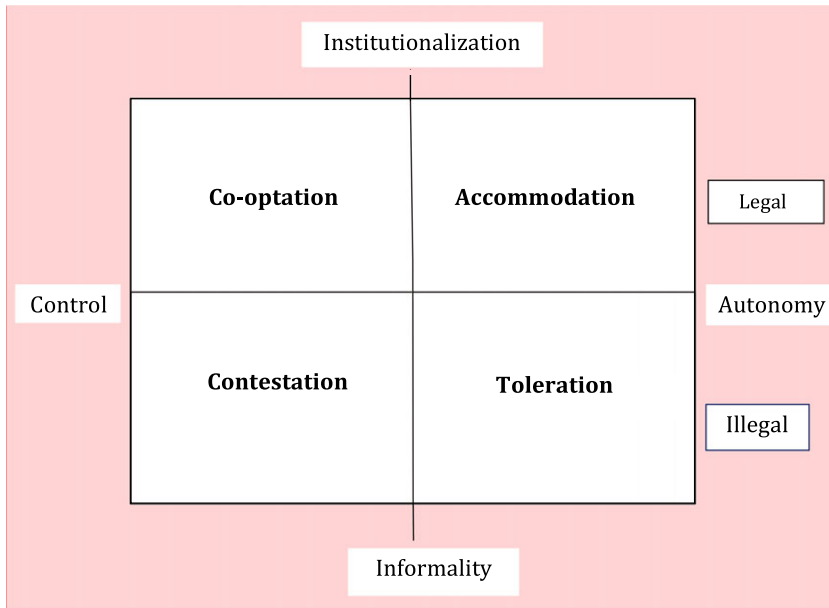 Institutionalization
Co-optation
Accommodation
Legal
Control
Autonomy
Contestation
Toleration
Illegal
Informality